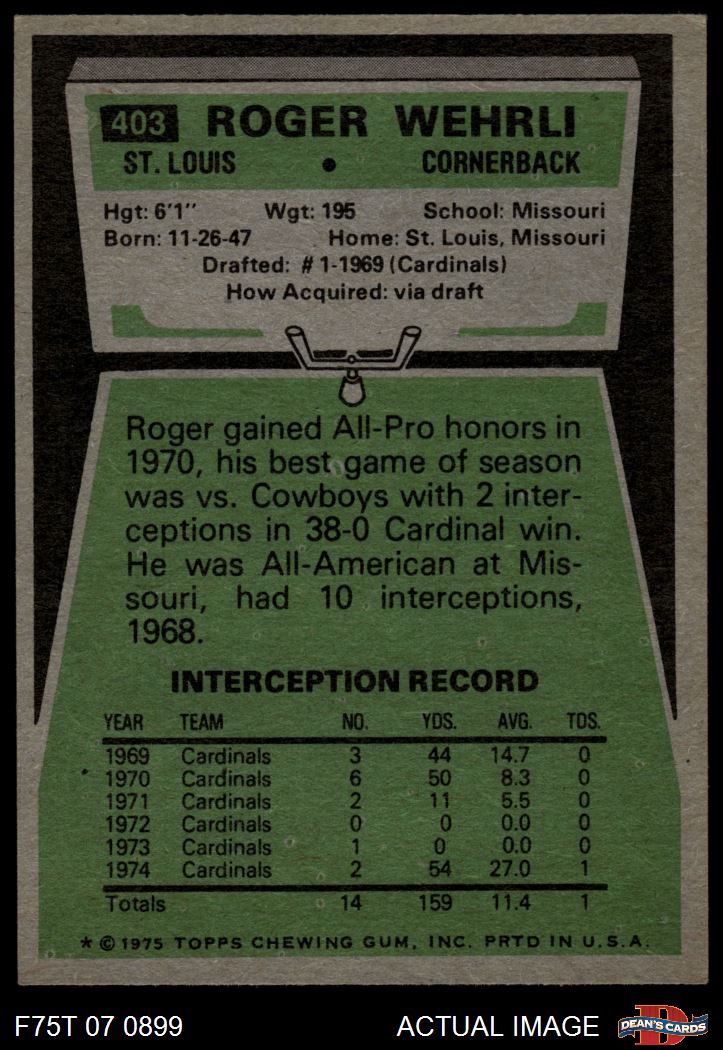 403 ROGER WEHRLI
ST. LOUIS • CORNERBACK
Hgt: 6'1" Wgt: 195 School: Missouri
Born: 11-26-47 Home: St. Louis, Missouri
Drafted: #1-1969 (Cardinals)
How Acquired: via draft
Roger gained All-Pro honors in
1970, his best game of season
was vs. Cowboys with 2 inter-
ceptions in 38-0 Cardinal win.
He was All-American at Mis-
souri, had 10 interceptions,
1968.
INTERCEPTION RECORD
YEAR TEAM NO. YDS. AVG. TDS.
1969 Cardinals 3 44 14.7 0
1970 Cardinals 6 50 8.3 0
1971 Cardinals 2 11 5.5 0
1972 Cardinals 0 0 0.0 0
1973 Cardinals 1 0 0.0 0
1974 Cardinals 2 54 27.0 1
Totals 14 159 11.4 1
* © 1975 TOPPS CHEWING GUM, INC. PRTD IN U.S.A.
F75T 07 0899 ACTUAL IMAGE D DEAN'S CARDS